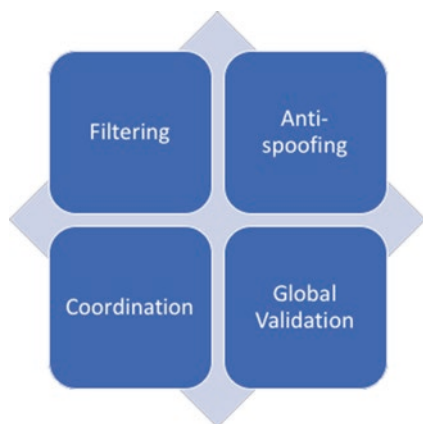 Filtering
Anti-
spoofing
Coordination
Global
Validation